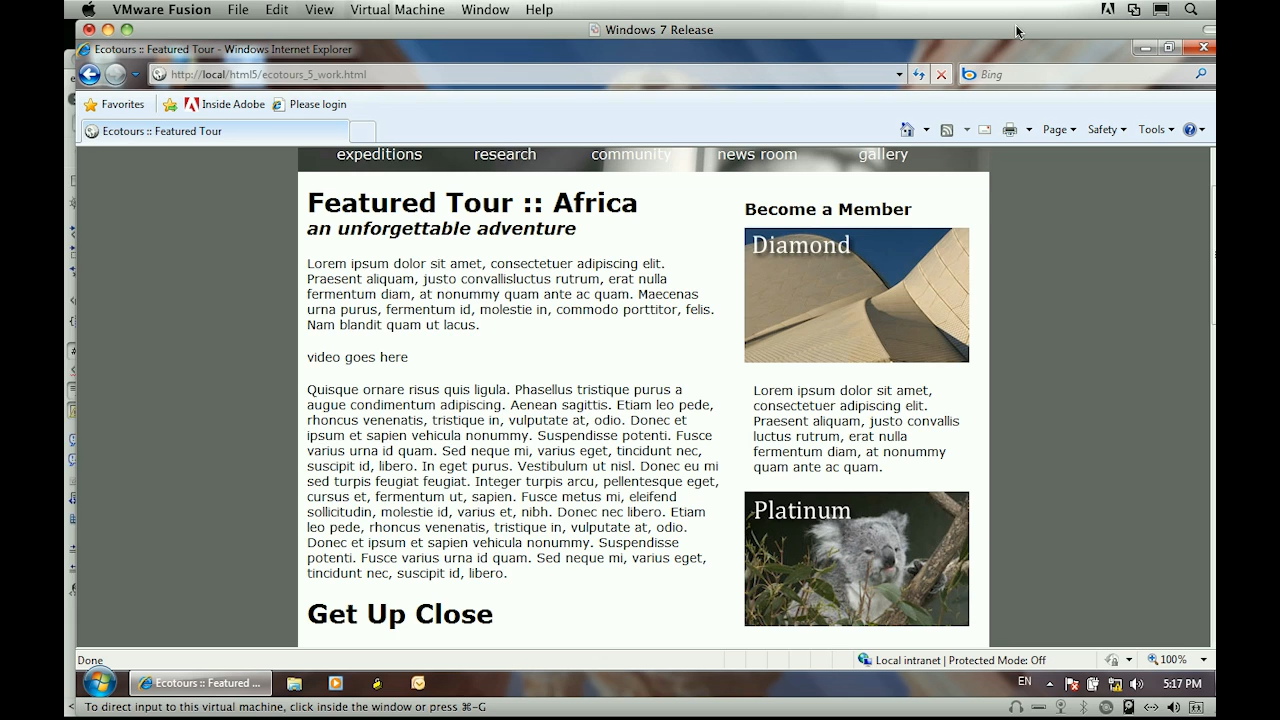 VMware Fusion File Edit View Virtual Machine Window Help
Windows 7 Release
Ecotours :: Featured Tour - Windows Internet Explorer
http://local/html5/ecotours_5_work.html
Bing
Favorites Inside Adobe Please login
Ecotours :: Featured Tour
Page Safety Tools
expeditions research community news room gallery
Featured Tour :: Africa
an unforgettable adventure
Lorem ipsum dolor sit amet, consectetuer adipiscing elit.
Praesent aliquam, justo convallisluctus rutrum, erat nulla
fermentum diam, at nonummy quam ante ac quam. Maecenas
urna purus, fermentum id, molestie in, commodo porttitor, felis.
Nam blandit quam ut lacus.
video goes here
Quisque ornare risus quis ligula. Phasellus tristique purus a
augue condimentum adipiscing. Aenean sagittis. Etiam leo pede,
rhoncus venenatis, tristique in, vulputate at, odio. Donec et
ipsum et sapien vehicula nonummy. Suspendisse potenti. Fusce
varius urna id quam. Sed neque mi, varius eget, tincidunt nec,
suscipit id, libero. In eget purus. Vestibulum ut nisl. Donec eu mi
sed turpis feugiat feugiat. Integer turpis arcu, pellentesque eget,
cursus et, fermentum ut, sapien. Fusce metus mi, eleifend
sollicitudin, molestie id, varius et, nibh. Donec nec libero. Etiam
leo pede, rhoncus venenatis, tristique in, vulputate at, odio.
Donec et ipsum et sapien vehicula nonummy. Suspendisse
potenti. Fusce varius urna id quam. Sed neque mi, varius eget,
tincidunt nec, suscipit id, libero.
Get Up Close
Become a Member
Diamond
Lorem ipsum dolor sit amet,
consectetuer adipiscing elit.
Praesent aliquam, justo convallis
luctus rutrum, erat nulla
fermentum diam, at nonummy
quam ante ac quam.
Platinum
Done
Local intranet | Protected Mode: Off
100%
Ecotours :: Featured ...
EN
5:17 PM
To direct input to this virtual machine, click inside the window or press ⌘-G